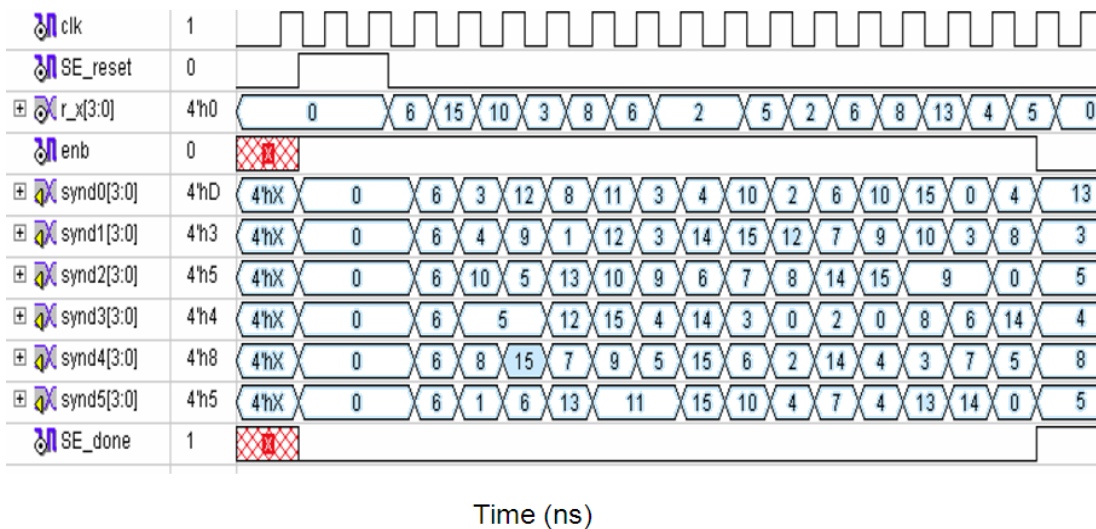 clk 1
SE_reset 0
r_x[3:0] 4'h0 0 6 15 10 3 8 6 2 5 2 6 8 13 4 5 0
enb 0 X
synd0[3:0] 4'hD 4'hX 0 6 3 12 8 11 3 4 10 2 6 10 15 0 4 13
synd1[3:0] 4'h3 4'hX 0 6 4 9 1 12 3 14 15 12 7 9 10 3 8 3
synd2[3:0] 4'h5 4'hX 0 6 10 5 13 10 9 6 7 8 14 15 9 0 5
synd3[3:0] 4'h4 4'hX 0 6 5 12 15 4 14 3 0 2 0 8 6 14 4
synd4[3:0] 4'h8 4'hX 0 6 8 15 7 9 5 15 6 2 14 4 3 7 5 8
synd5[3:0] 4'h5 4'hX 0 6 1 6 13 11 15 10 4 7 4 13 14 0 5
SE_done 1 X
Time (ns)